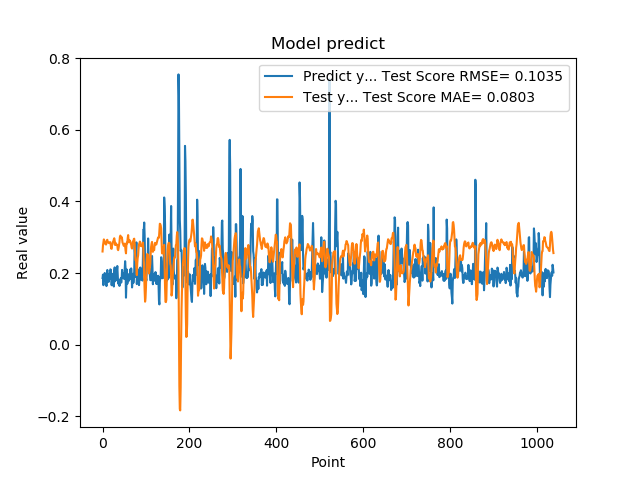 Model predict
Predict y... Test Score RMSE= 0.1035
Test y... Test Score MAE= 0.0803
0.8
0.6
0.4
0.2
0.0
−0.2
Real value
0 200 400 600 800 1000
Point